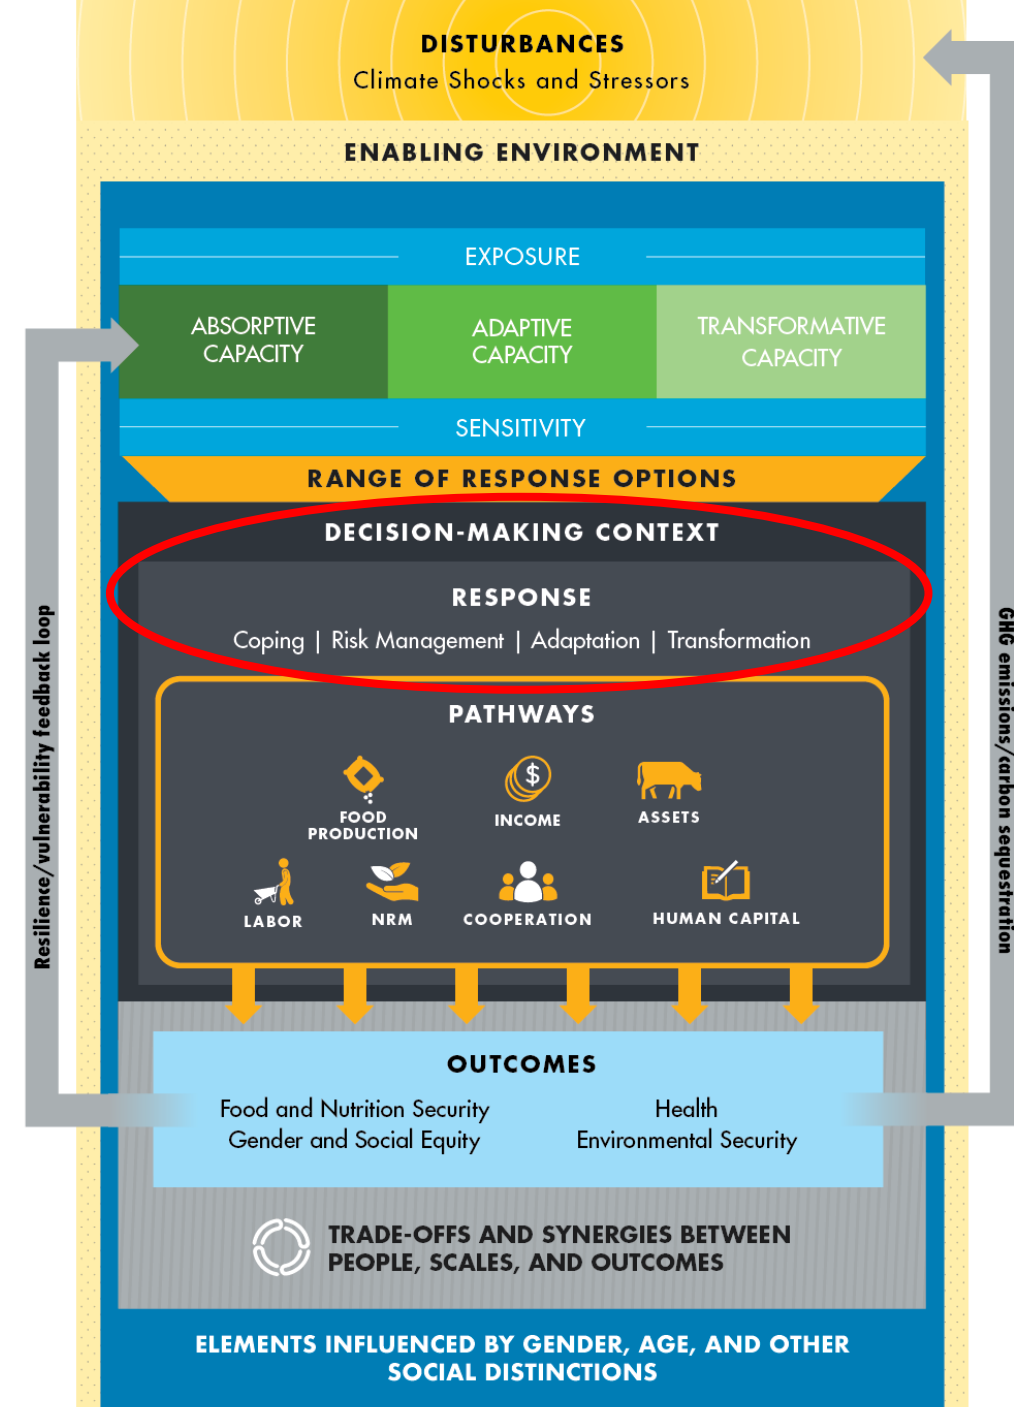 DISTURBANCES
Climate Shocks and Stressors
ENABLING ENVIRONMENT
EXPOSURE
ABSORPTIVE
CAPACITY
ADAPTIVE
CAPACITY
TRANSFORMATIVE
CAPACITY
SENSITIVITY
RANGE OF RESPONSE OPTIONS
DECISION-MAKING CONTEXT
RESPONSE
Coping | Risk Management | Adaptation | Transformation
PATHWAYS
$
FOOD
PRODUCTION
INCOME
ASSETS
LABOR
NRM
COOPERATION
HUMAN CAPITAL
OUTCOMES
Food and Nutrition Security
Gender and Social Equity
Health
Environmental Security
TRADE-OFFS AND SYNERGIES BETWEEN
PEOPLE, SCALES, AND OUTCOMES
ELEMENTS INFLUENCED BY GENDER, AGE, AND OTHER
SOCIAL DISTINCTIONS
Resilience/vulnerability feedback loop
GHG emissions/carbon sequestration